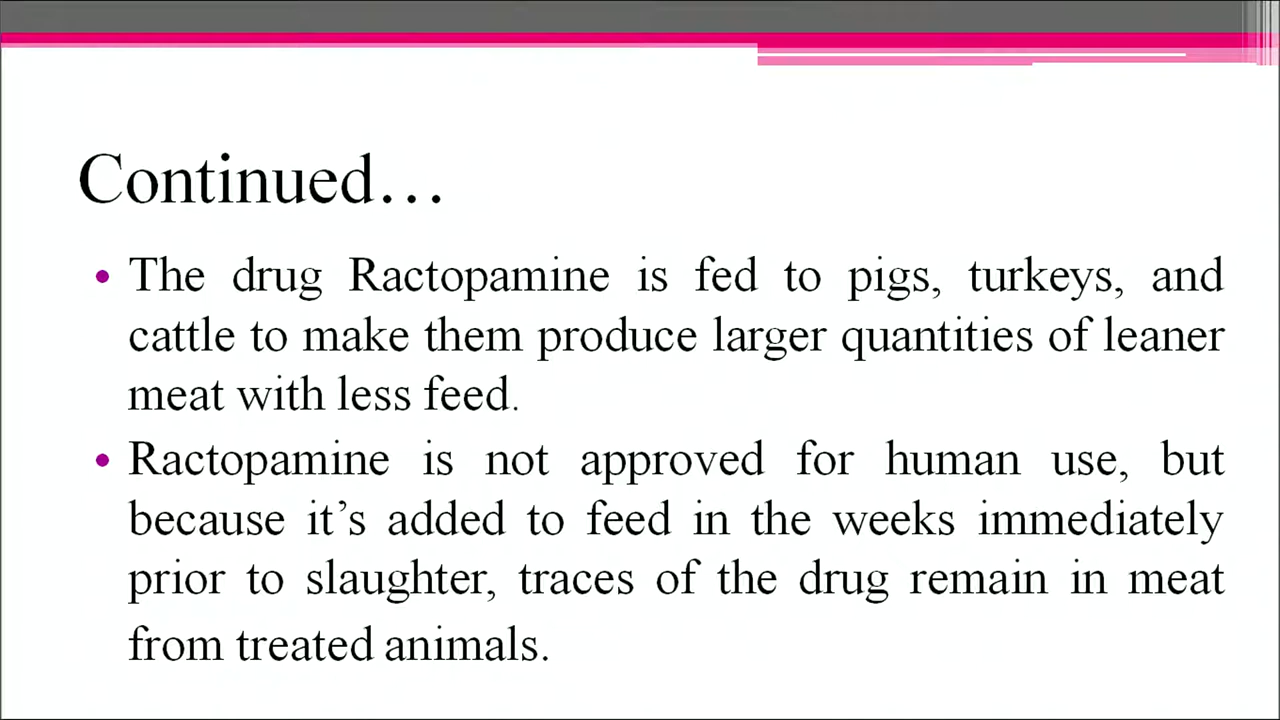 Continued…
• The drug Ractopamine is fed to pigs, turkeys, and
cattle to make them produce larger quantities of leaner
meat with less feed.
• Ractopamine is not approved for human use, but
because it’s added to feed in the weeks immediately
prior to slaughter, traces of the drug remain in meat
from treated animals.